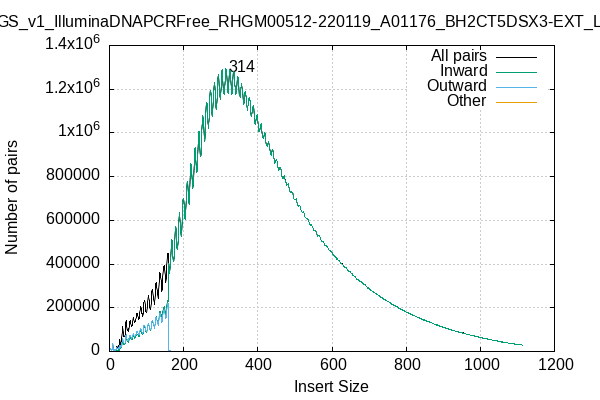 GS_v1_IlluminaDNAPCRFree_RHGM00512-220119_A01176_BH2CT5DSX3-EXT_L
1.4x10^6
1.2x10^6
1x10^6
800000
600000
400000
200000
0
Number of pairs
314
All pairs
Inward
Outward
Other
0 200 400 600 800 1000 1200
Insert Size